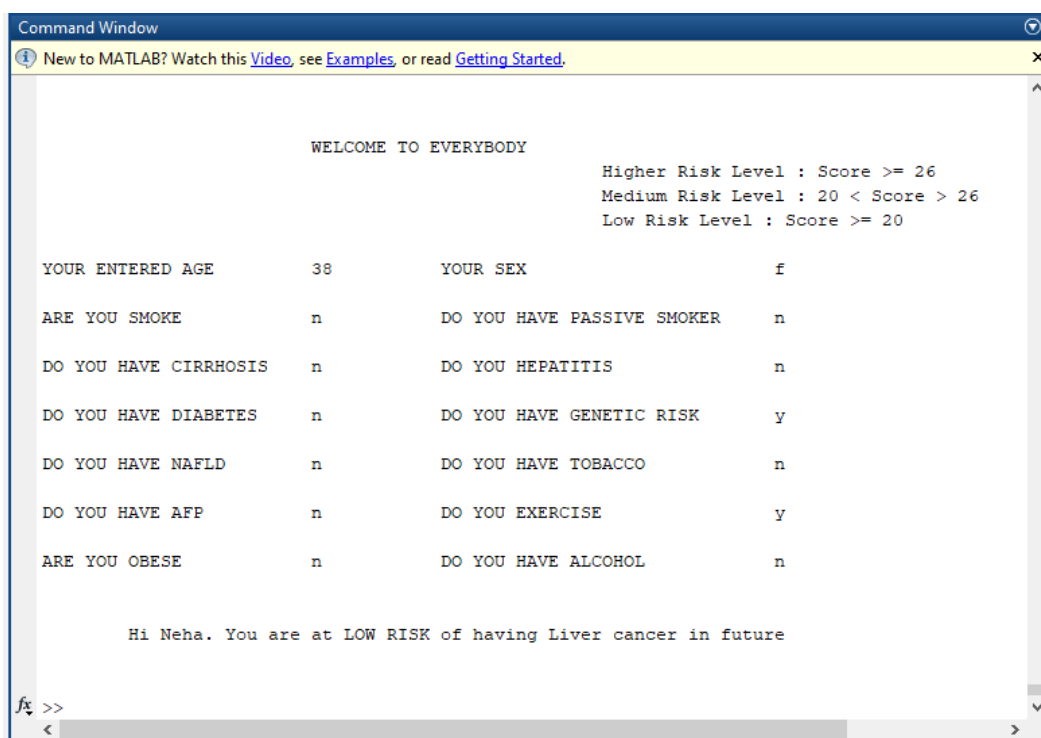 Command Window
New to MATLAB? Watch this Video, see Examples, or read Getting Started.
WELCOME TO EVERYBODY
Higher Risk Level : Score >= 26
Medium Risk Level : 20 < Score > 26
Low Risk Level : Score >= 20
YOUR ENTERED AGE 38 YOUR SEX f
ARE YOU SMOKE n DO YOU HAVE PASSIVE SMOKER n
DO YOU HAVE CIRRHOSIS n DO YOU HEPATITIS n
DO YOU HAVE DIABETES n DO YOU HAVE GENETIC RISK y
DO YOU HAVE NAFLD n DO YOU HAVE TOBACCO n
DO YOU HAVE AFP n DO YOU EXERCISE y
ARE YOU OBESE n DO YOU HAVE ALCOHOL n
Hi Neha. You are at LOW RISK of having Liver cancer in future
fx >>